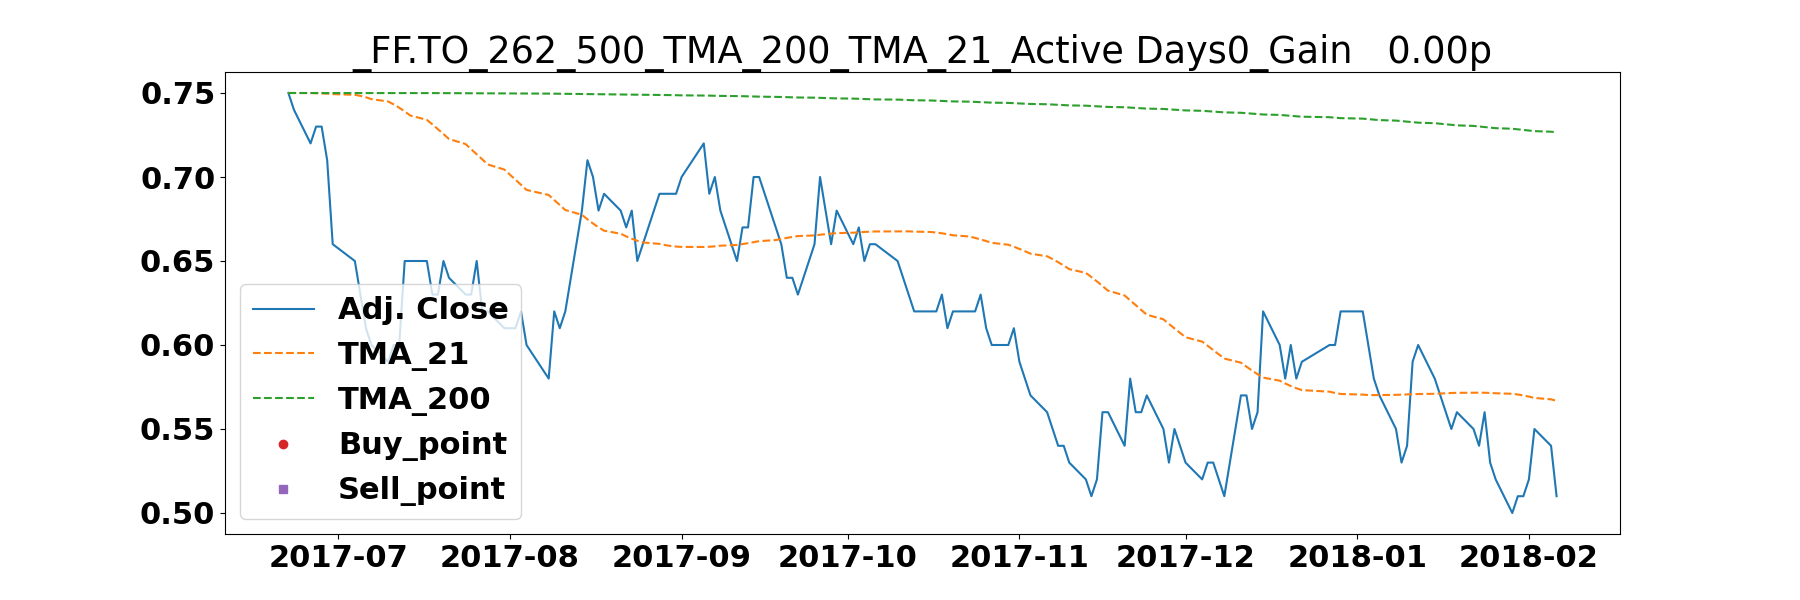 _FF.TO_262_500_TMA_200_TMA_21_Active Days0_Gain   0.00p
0.75
0.70
0.65
0.60
0.55
0.50
Adj. Close
TMA_21
TMA_200
Buy_point
Sell_point
2017-07 2017-08 2017-09 2017-10 2017-11 2017-12 2018-01 2018-02